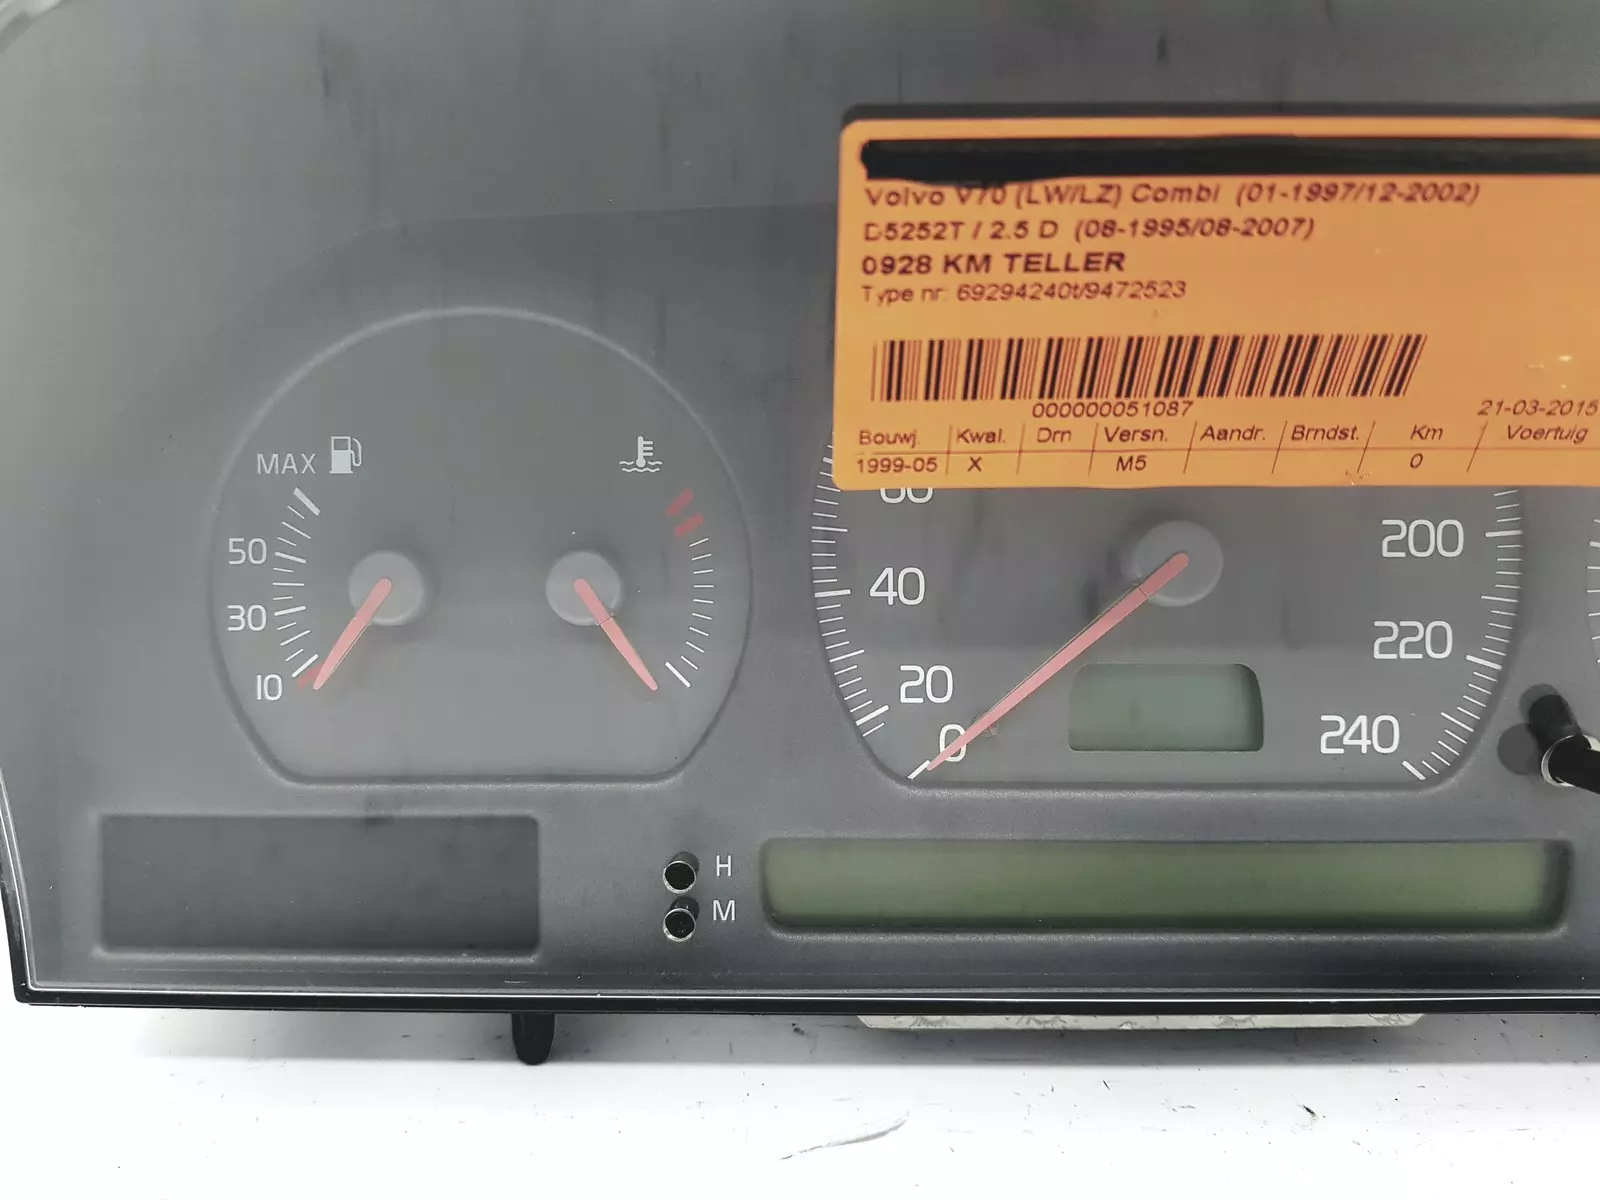 Volvo V70 (LW/LZ) Combi (01-1997/12-2002)
D5252T / 2.5 D (08-1995/08-2007)
0928 KM TELLER
Type nr: 69294240t/9472523
000000051087
21-03-2015
Bouwj. Kwal. Drn Versn. Aandr. Brndst. Km Voertuig
1999-05 X M5 0
MAX
50
30
10
60
40
20
0
200
220
240
H
M